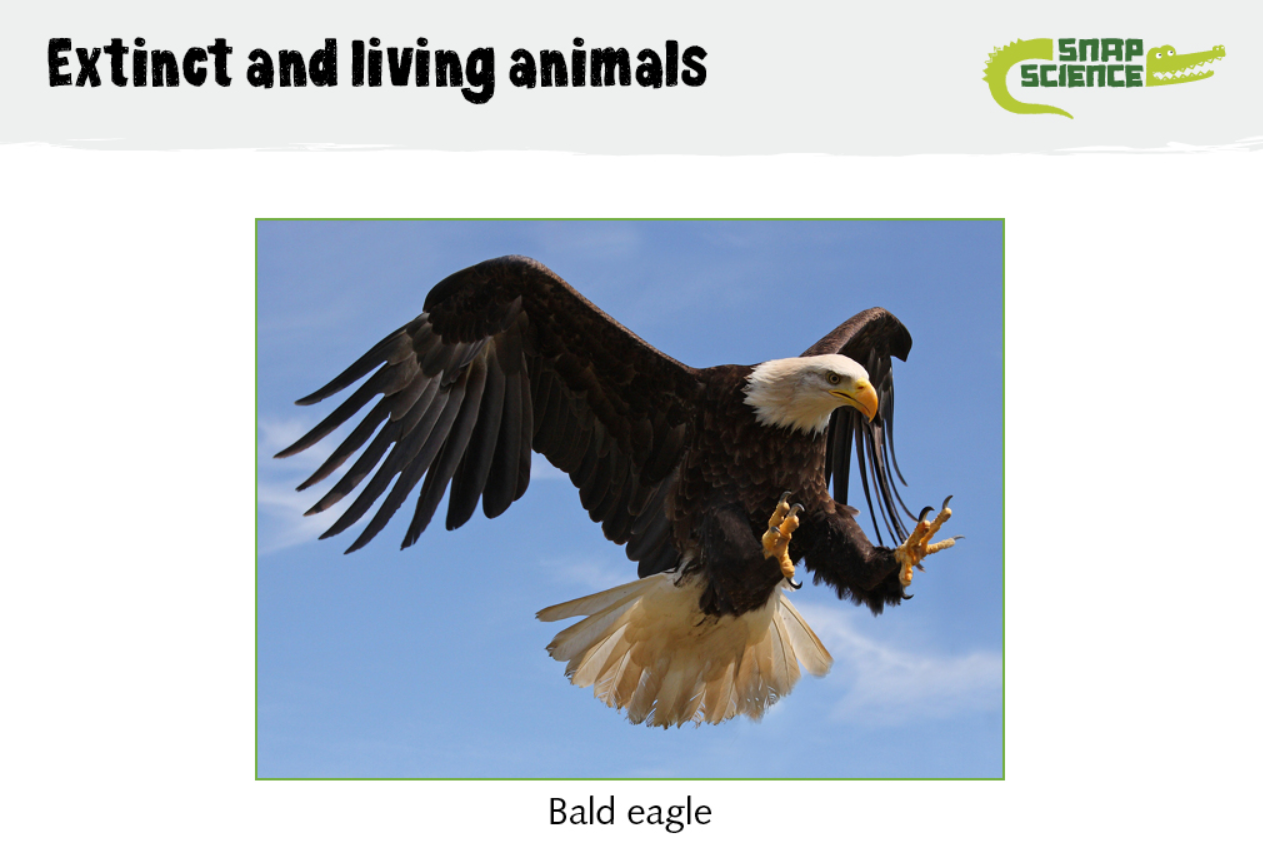 Extinct and living animals
SNAP
SCIENCE
Bald eagle